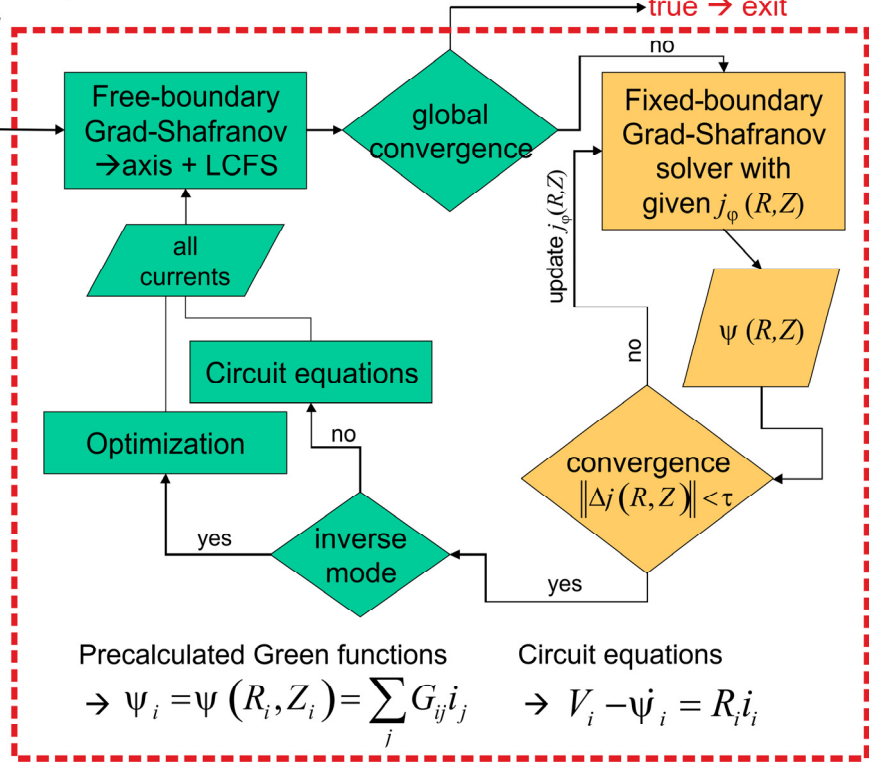 true → exit
no
Free-boundary
Grad-Shafranov
→axis + LCFS
global
convergence
Fixed-boundary
Grad-Shafranov
solver with
given jφ (R,Z)
update jφ(R,Z)
all
currents
ψ (R,Z)
no
Circuit equations
Optimization
no
convergence
‖Δj(R,Z)‖<τ
yes
inverse
mode
yes
Precalculated Green functions
→ ψi =ψ (Ri,Zi)=∑j Gij ij
Circuit equations
→ Vi −ψ̇i = Ri ii